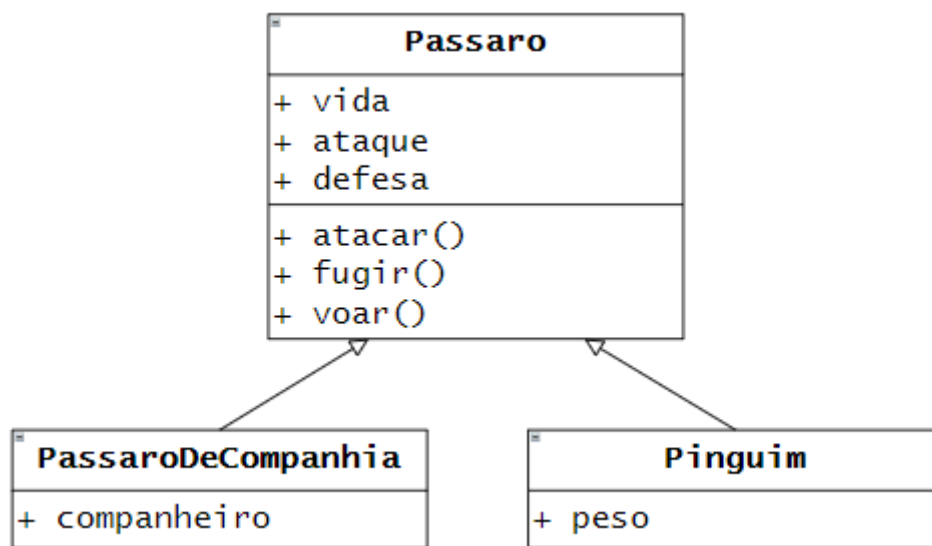 Passaro
+ vida
+ ataque
+ defesa
+ atacar()
+ fugir()
+ voar()
PassaroDeCompanhia
+ companheiro
Pinguim
+ peso